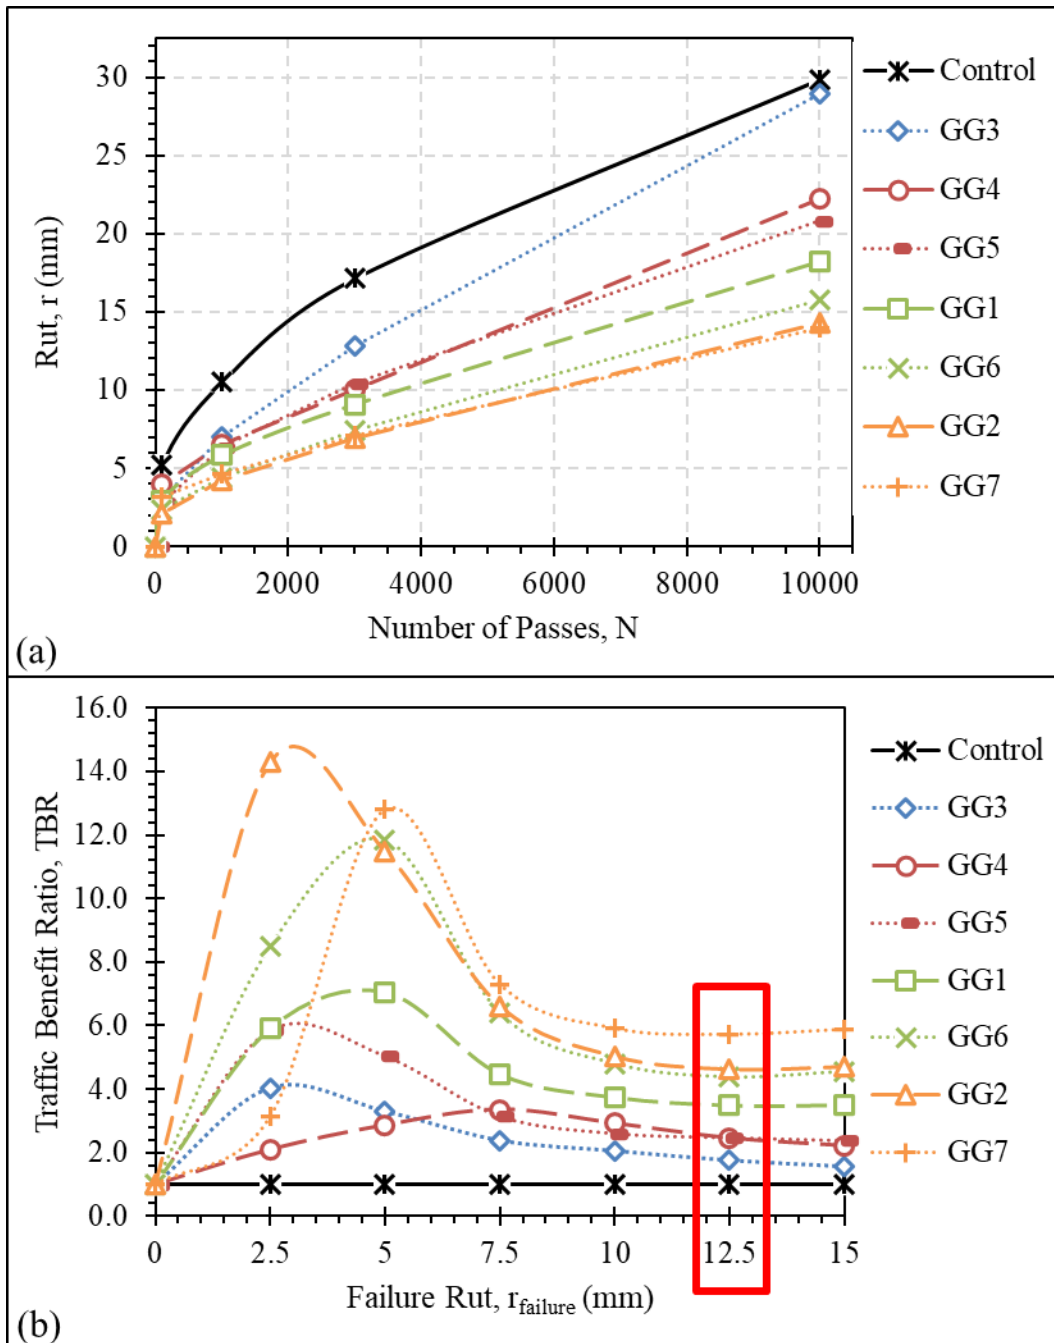 30
25
20
15
10
5
0
Rut, r (mm)
0 2000 4000 6000 8000 10000
Number of Passes, N
Control
GG3
GG4
GG5
GG1
GG6
GG2
GG7
(a)
16.0
14.0
12.0
10.0
8.0
6.0
4.0
2.0
0.0
Traffic Benefit Ratio, TBR
0 2.5 5 7.5 10 12.5 15
Failure Rut, r_failure (mm)
Control
GG3
GG4
GG5
GG1
GG6
GG2
GG7
(b)